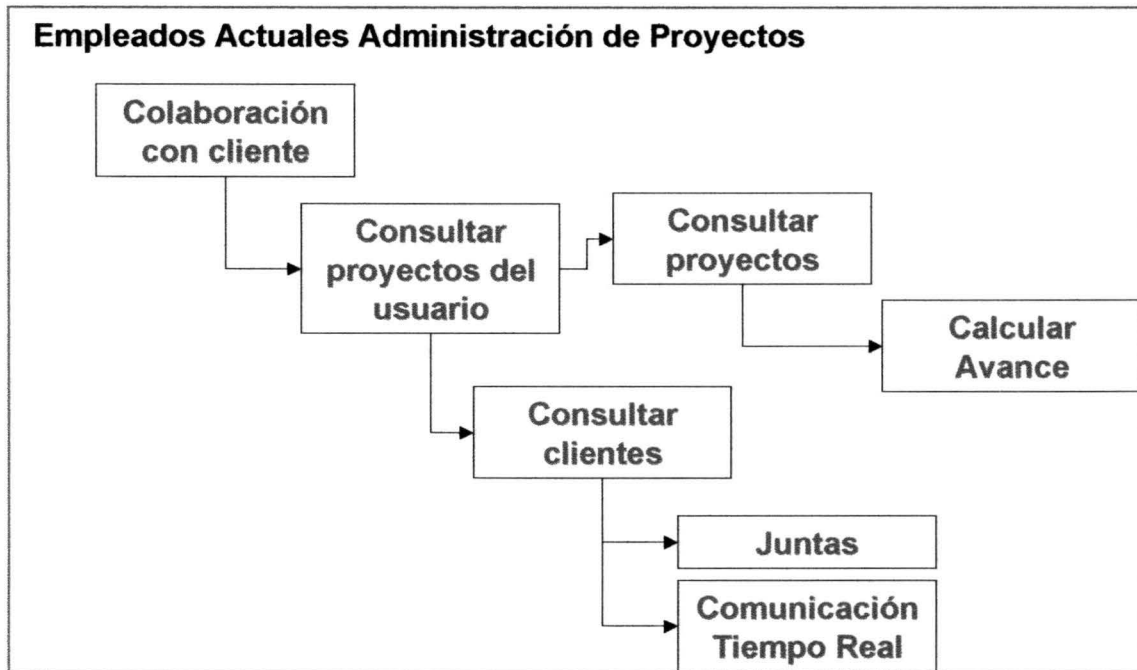 Empleados Actuales Administración de Proyectos
Colaboración
con cliente
Consultar
proyectos del
usuario
Consultar
proyectos
Calcular
Avance
Consultar
clientes
Juntas
Comunicación
Tiempo Real